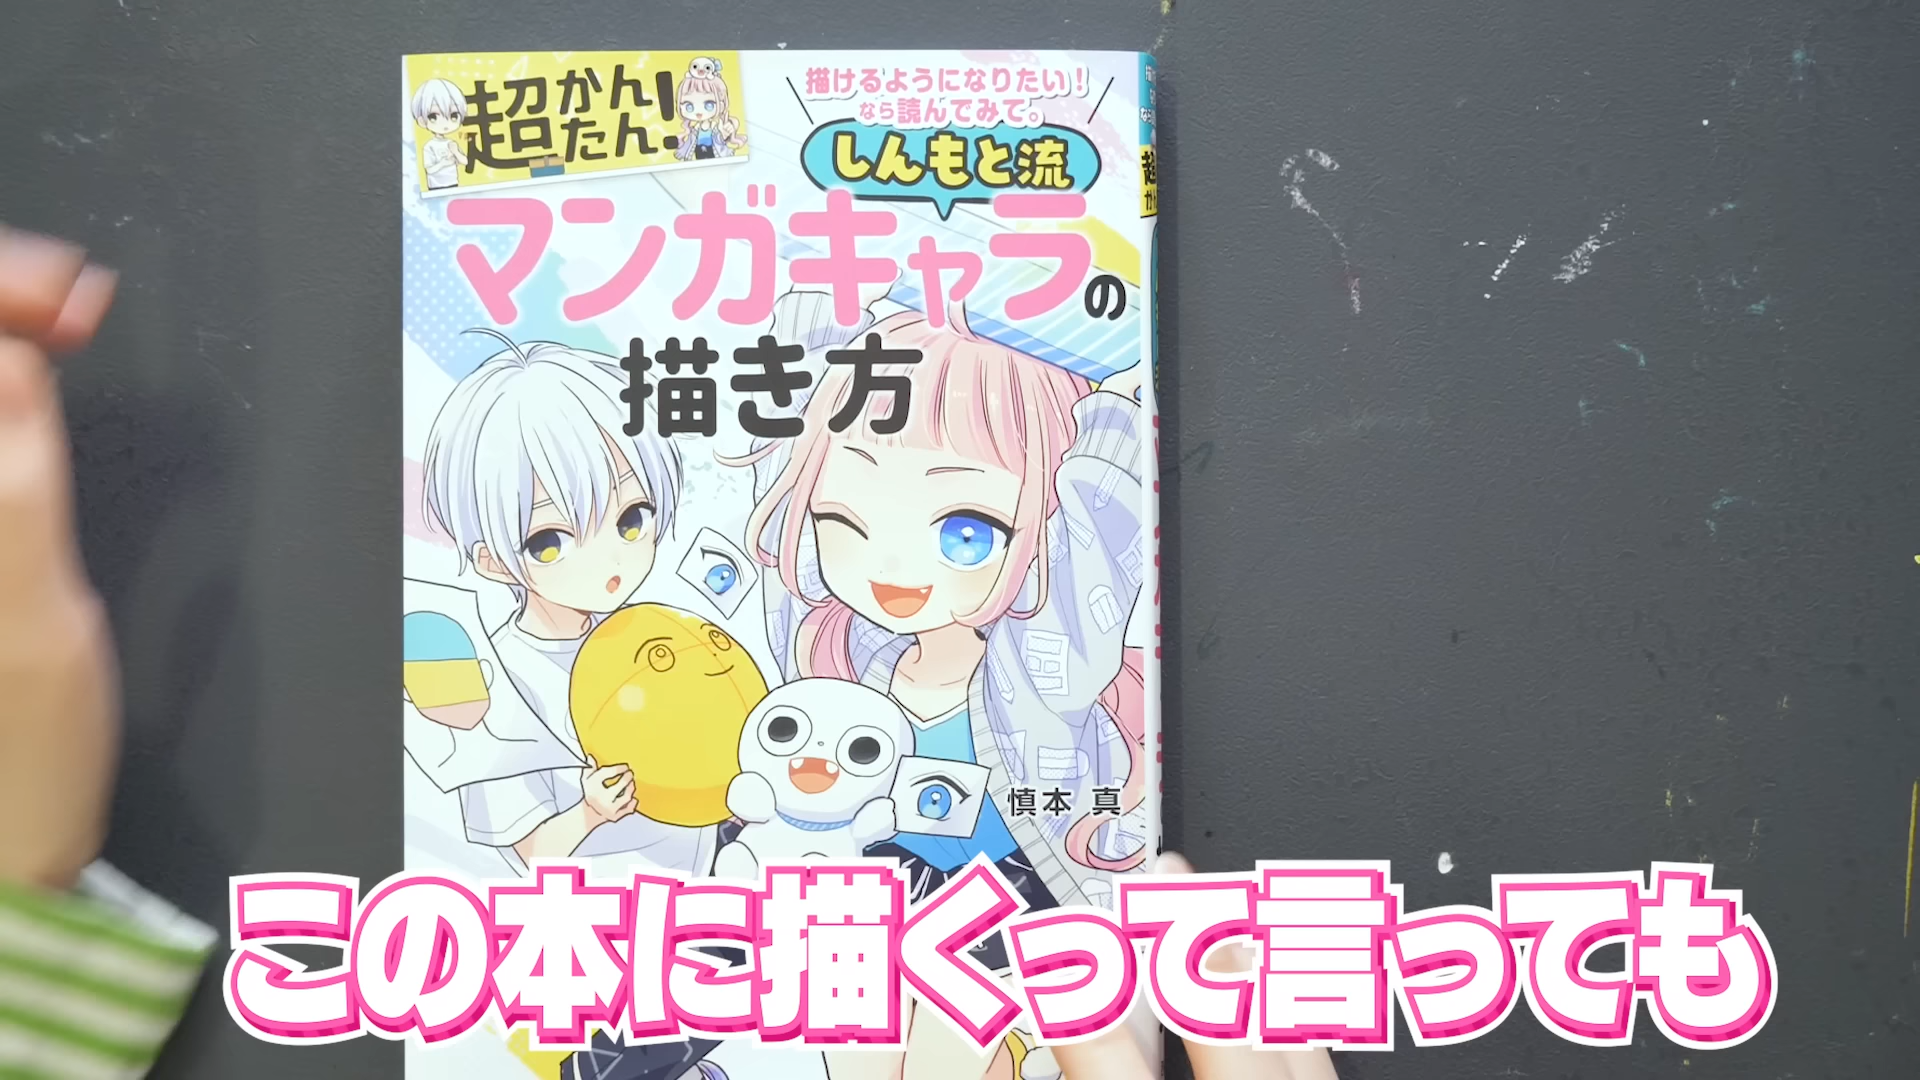 超かんたん!
描けるようになりたい!
なら読んでみて。
しんもと流
マンガキャラの
描き方
慎本 真
この本に描くって言っても